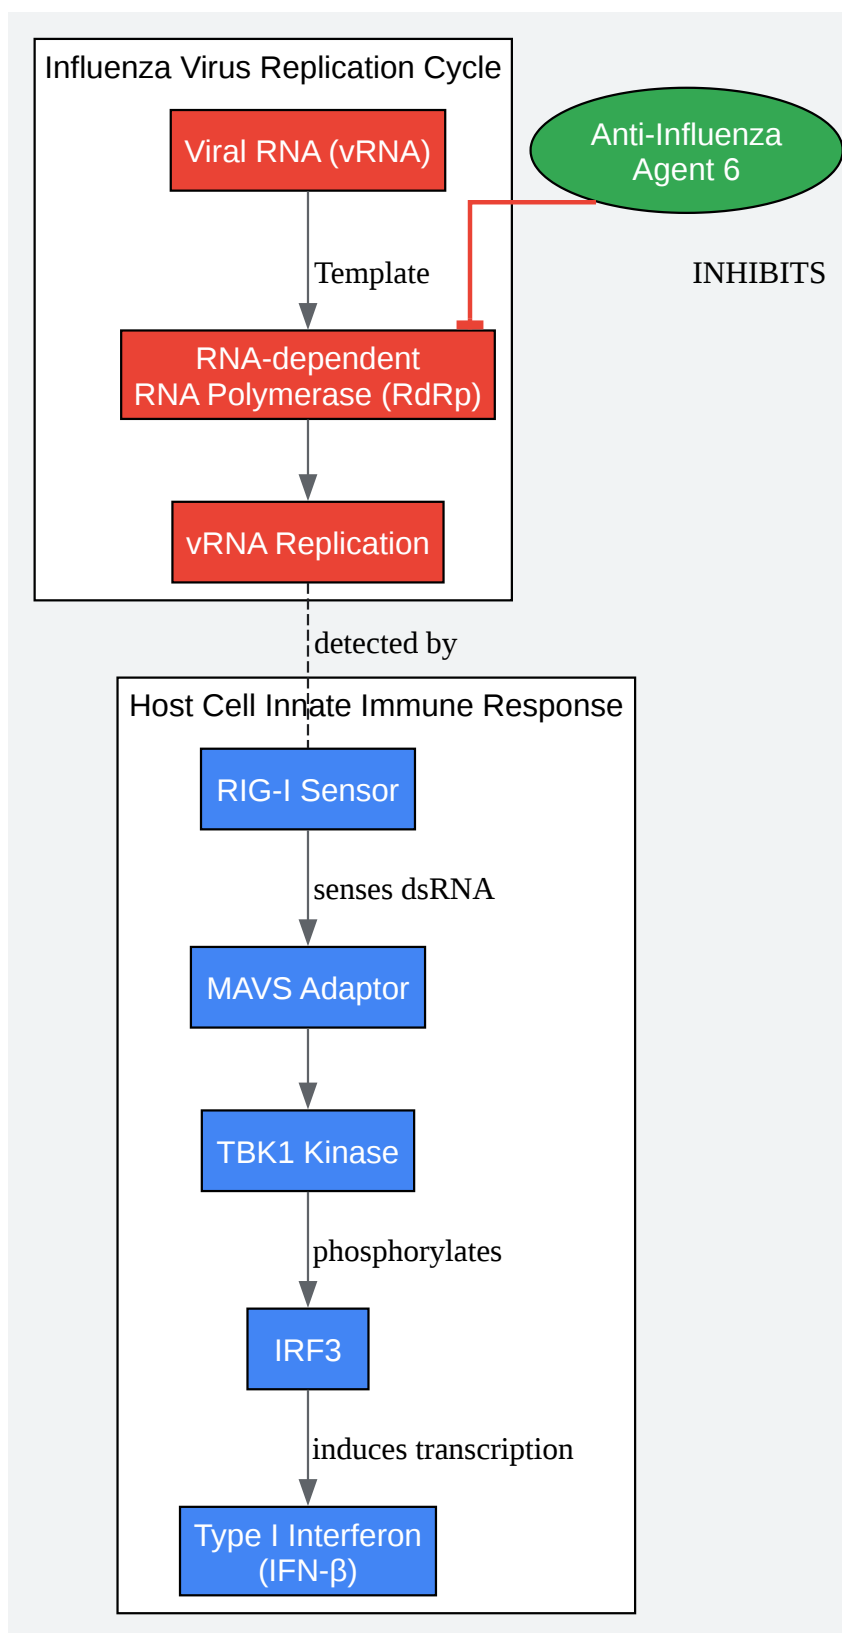 Influenza Virus Replication Cycle
Viral RNA (vRNA)
Anti-Influenza
Agent 6
Template
INHIBITS
RNA-dependent
RNA Polymerase (RdRp)
vRNA Replication
detected by
Host Cell Innate Immune Response
RIG-I Sensor
senses dsRNA
MAVS Adaptor
TBK1 Kinase
phosphorylates
IRF3
induces transcription
Type I Interferon
(IFN-β)